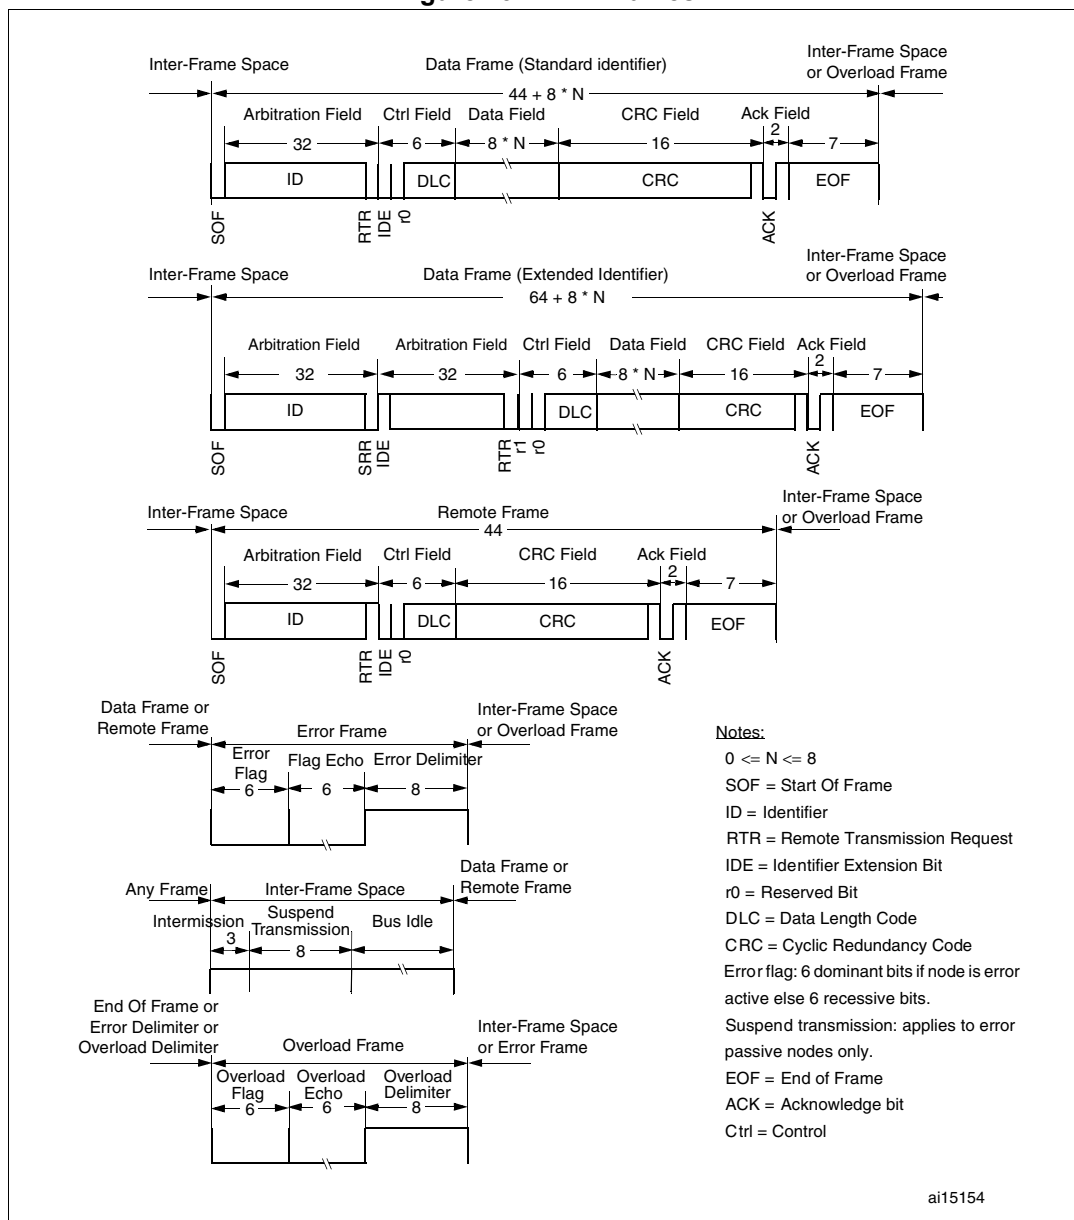 Inter-Frame Space
Data Frame (Standard identifier)
Inter-Frame Space
or Overload Frame
44 + 8 * N
Arbitration Field
Ctrl Field
Data Field
CRC Field
Ack Field
32
6
8 * N
16
2
7
ID
DLC
CRC
EOF
SOF
RTR
IDE
r0
ACK
Inter-Frame Space
Data Frame (Extended Identifier)
Inter-Frame Space
or Overload Frame
64 + 8 * N
Arbitration Field
Arbitration Field
Ctrl Field
Data Field
CRC Field
Ack Field
32
32
6
8 * N
16
2
7
ID
DLC
CRC
EOF
SOF
SRR
IDE
RTR
r1
r0
ACK
Inter-Frame Space
Remote Frame
Inter-Frame Space
or Overload Frame
44
Arbitration Field
Ctrl Field
CRC Field
Ack Field
32
6
16
2
7
ID
DLC
CRC
EOF
SOF
RTR
IDE
r0
ACK
Data Frame or
Remote Frame
Error Frame
Inter-Frame Space
or Overload Frame
Error
Flag
Flag Echo
Error Delimiter
6
6
8
Any Frame
Inter-Frame Space
Data Frame or
Remote Frame
Intermission
Suspend
Transmission
Bus Idle
3
8
End Of Frame or
Error Delimiter or
Overload Delimiter
Overload Frame
Inter-Frame Space
or Error Frame
Overload
Flag
Overload
Echo
Overload
Delimiter
6
6
8
Notes:
0 <= N <= 8
SOF = Start Of Frame
ID = Identifier
RTR = Remote Transmission Request
IDE = Identifier Extension Bit
r0 = Reserved Bit
DLC = Data Length Code
CRC = Cyclic Redundancy Code
Error flag: 6 dominant bits if node is error
active else 6 recessive bits.
Suspend transmission: applies to error
passive nodes only.
EOF = End of Frame
ACK = Acknowledge bit
Ctrl = Control
ai15154